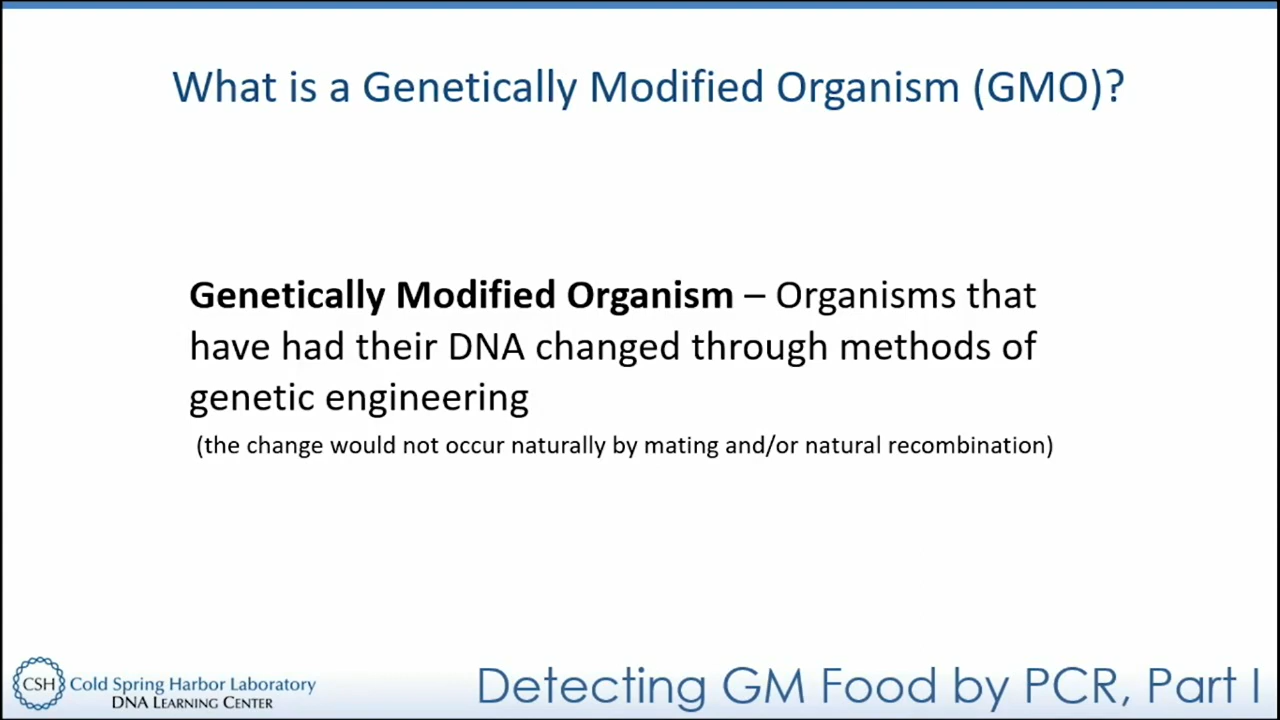 What is a Genetically Modified Organism (GMO)?
Genetically Modified Organism – Organisms that
have had their DNA changed through methods of
genetic engineering
(the change would not occur naturally by mating and/or natural recombination)
CSH Cold Spring Harbor Laboratory
DNA LEARNING CENTER
Detecting GM Food by PCR, Part I